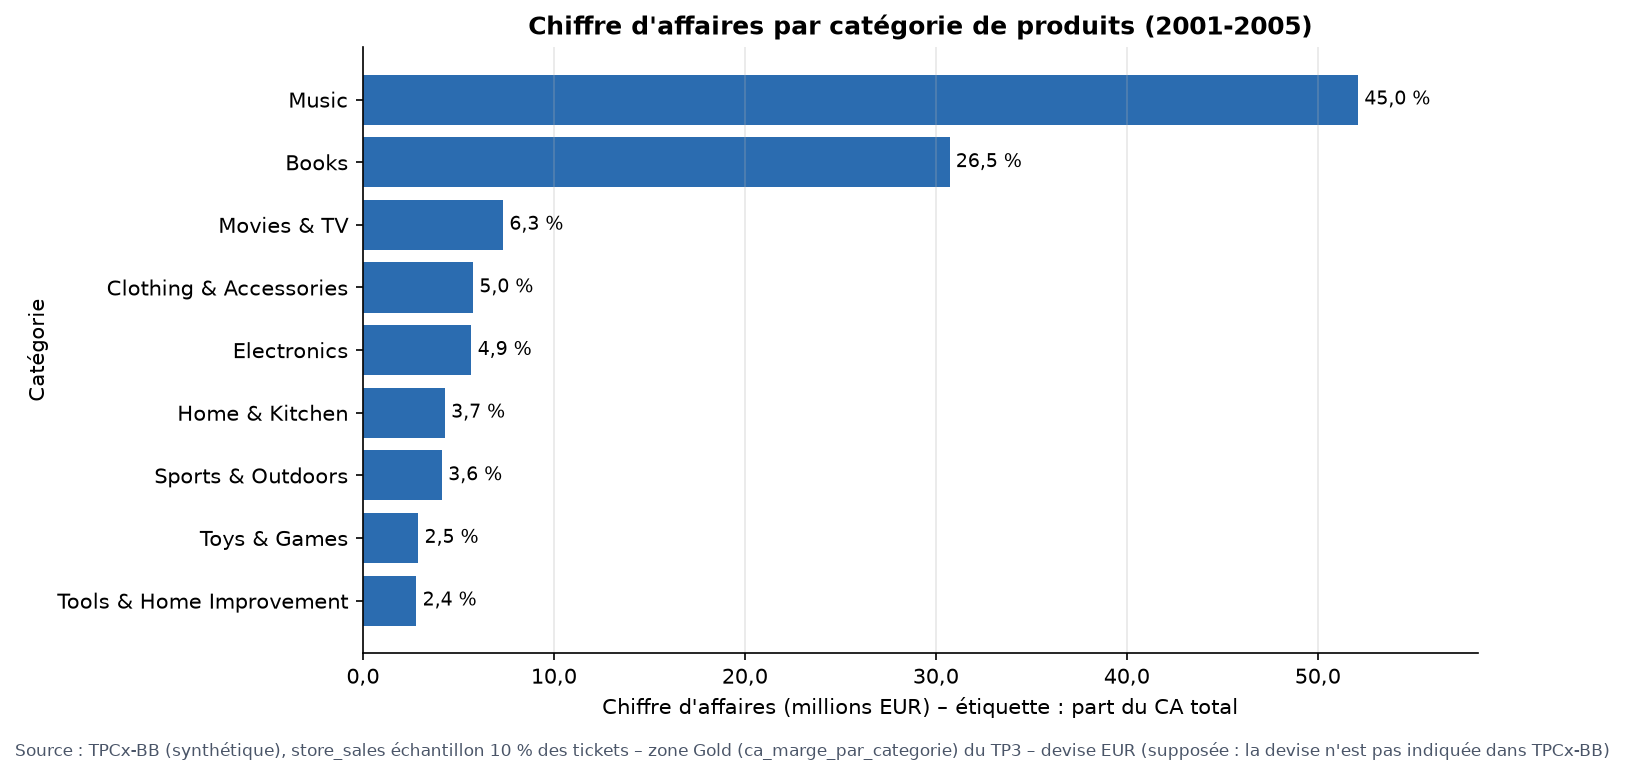 Chiffre d'affaires par catégorie de produits (2001-2005)
Music
45,0 %
Books
26,5 %
Movies & TV
6,3 %
Clothing & Accessories
5,0 %
Electronics
4,9 %
Home & Kitchen
3,7 %
Sports & Outdoors
3,6 %
Toys & Games
2,5 %
Tools & Home Improvement
2,4 %
Catégorie
0,0 10,0 20,0 30,0 40,0 50,0
Chiffre d'affaires (millions EUR) – étiquette : part du CA total
Source : TPCx-BB (synthétique), store_sales échantillon 10 % des tickets – zone Gold (ca_marge_par_categorie) du TP3 – devise EUR (supposée : la devise n'est pas indiquée dans TPCx-BB)